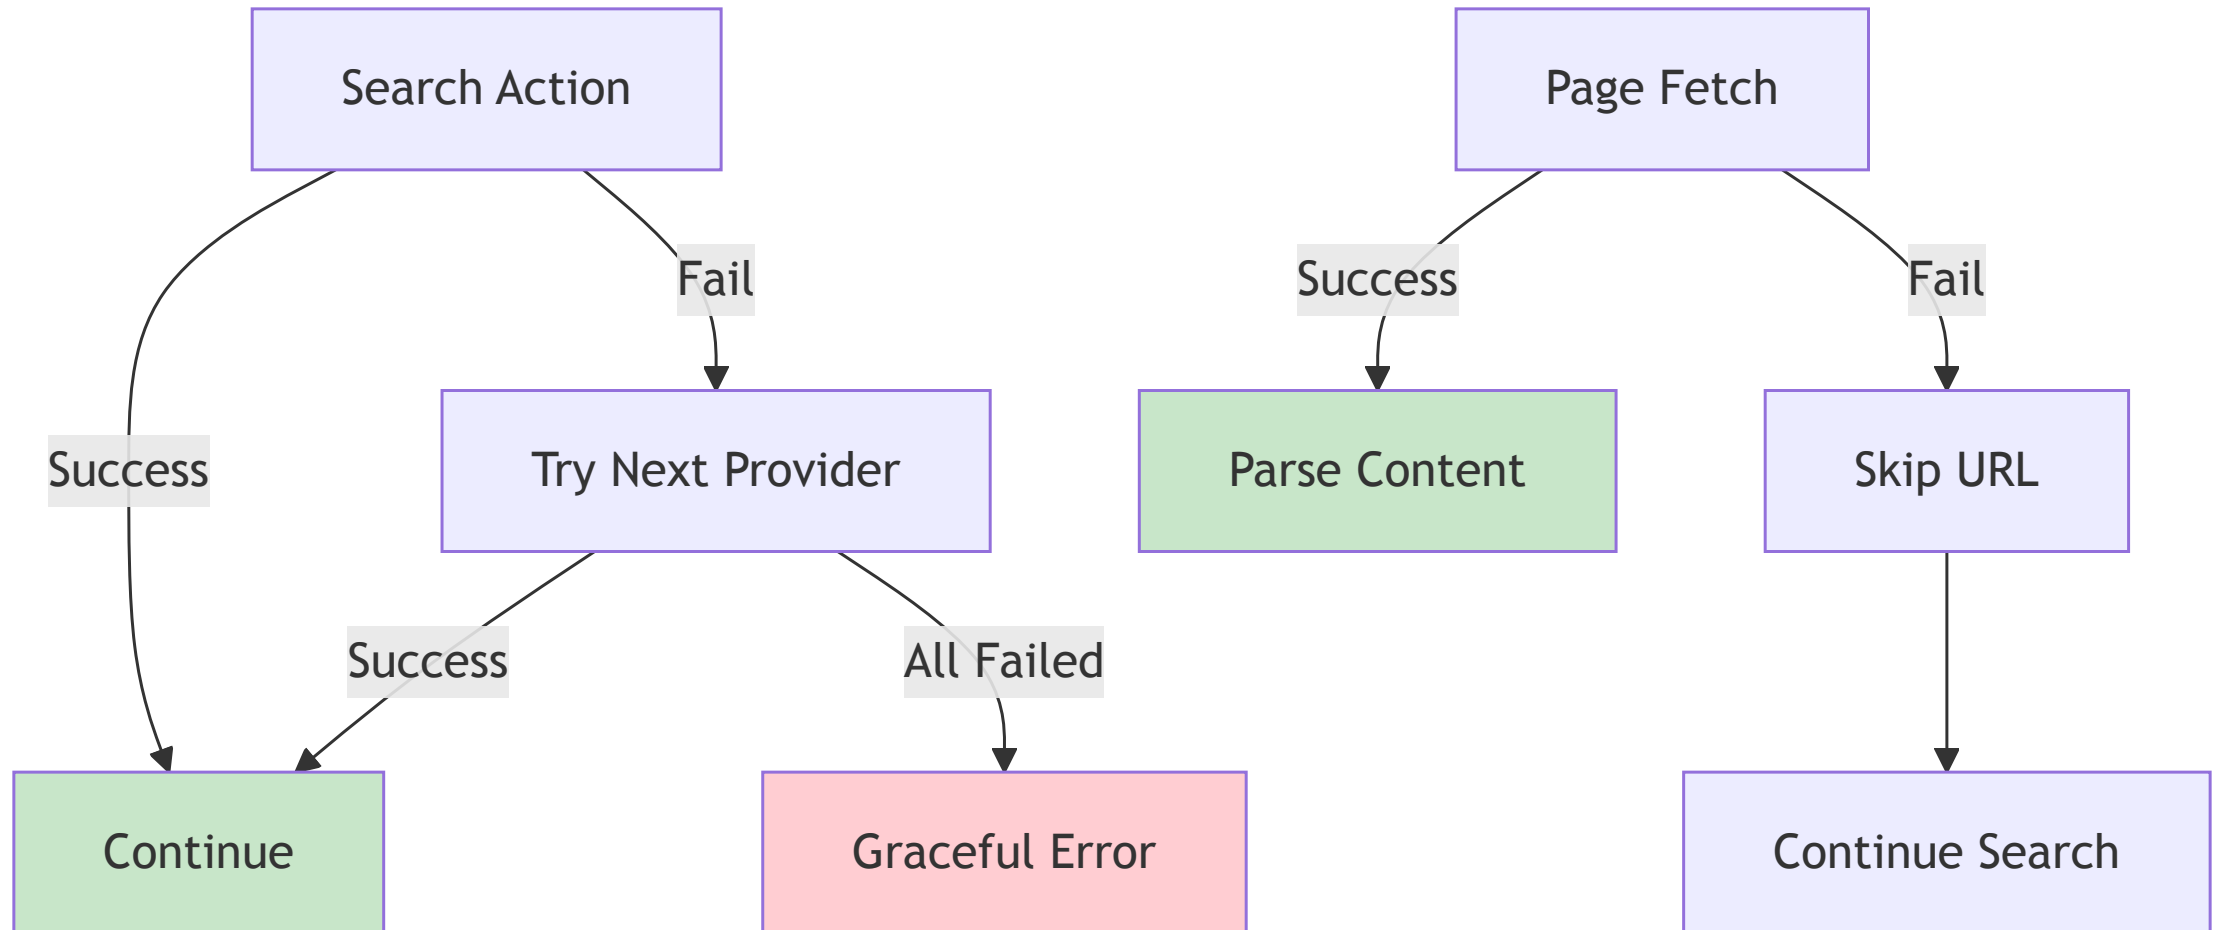 Search Action
Page Fetch
Fail
Success
Fail
Success
Try Next Provider
Parse Content
Skip URL
Success
All Failed
Continue
Graceful Error
Continue Search